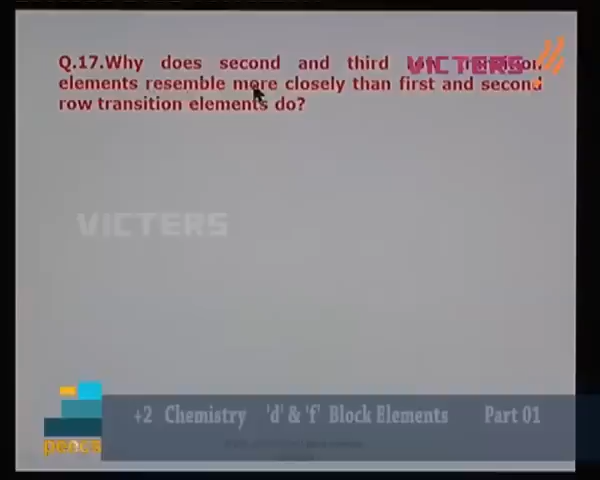 Q.17.Why does second and third
VICTERS
elements resemble more closely than first and second
row transition elements do?
VICTERS
+2 Chemistry 'd' & 'f' Block Elements Part 01